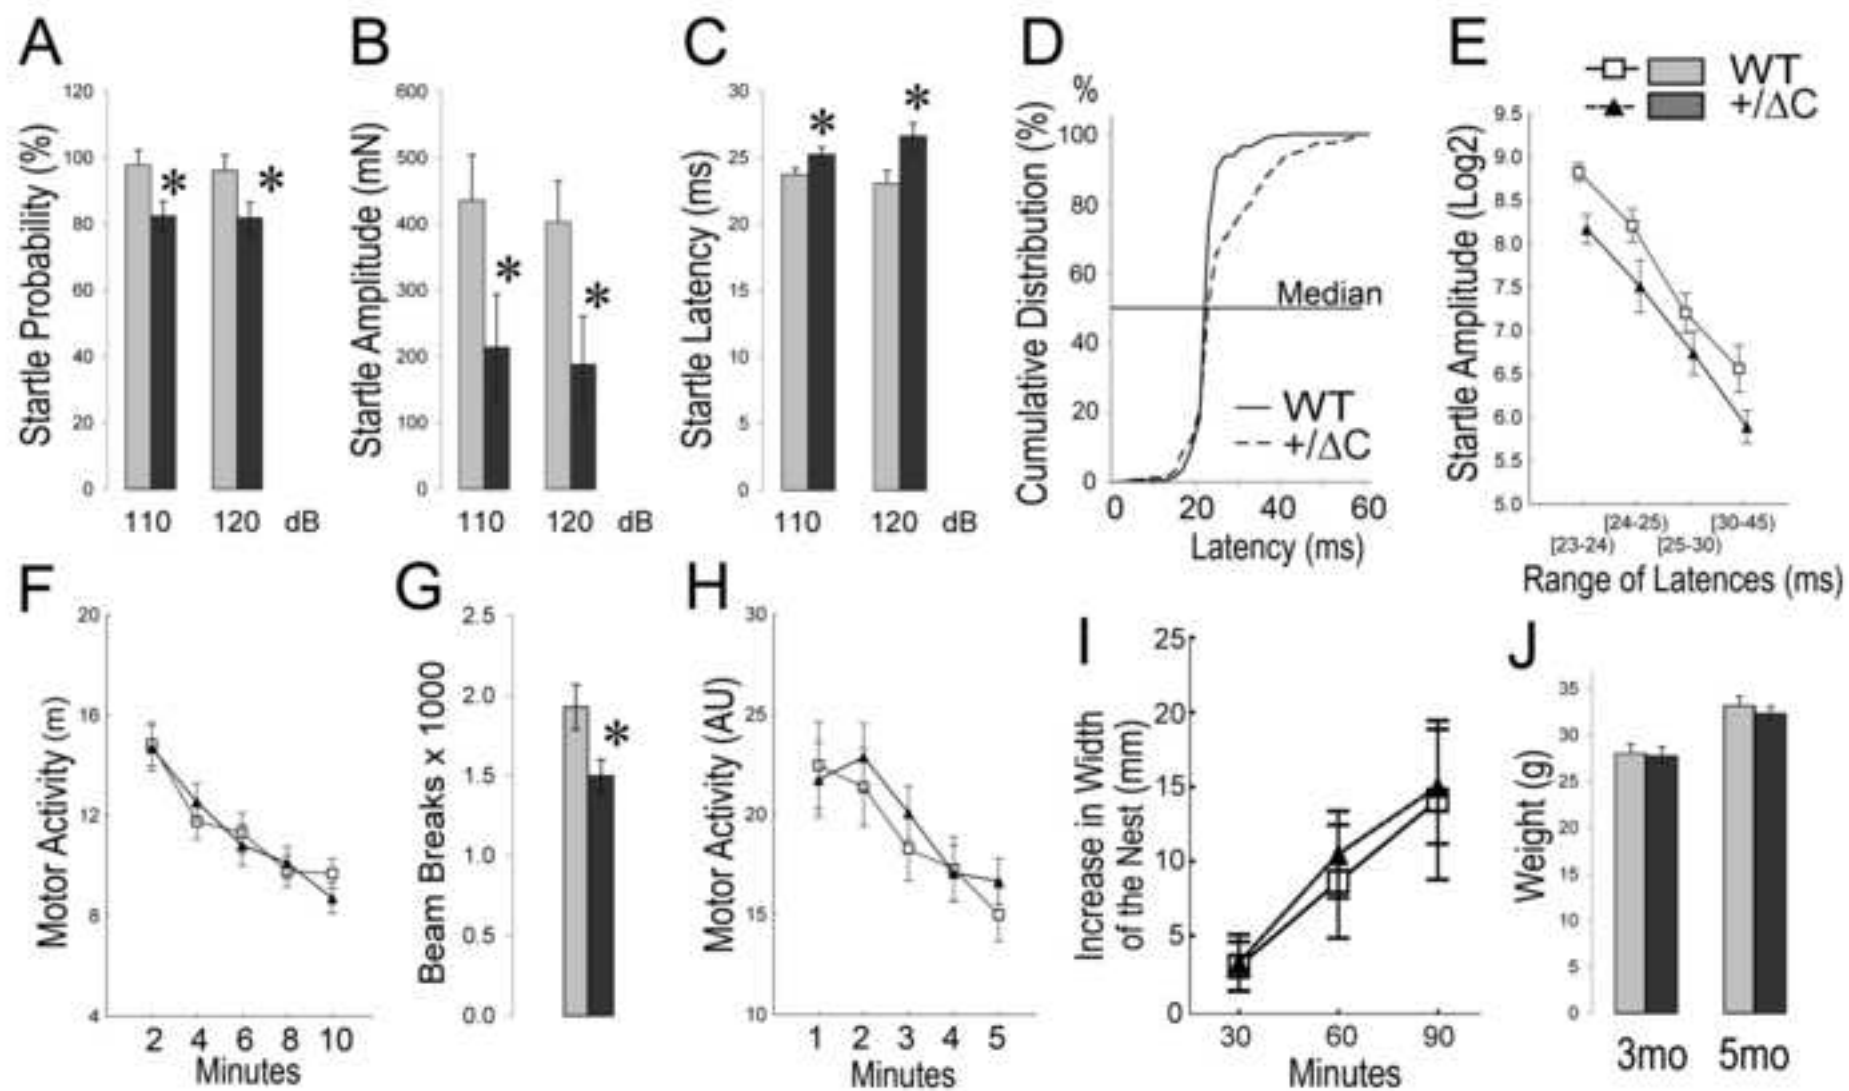 A
Startle Probability (%)
120
100
80
60
40
20
0
*
*
110 120 dB
B
Startle Amplitude (mN)
600
500
400
300
200
100
0
*
*
110 120 dB
C
Startle Latency (ms)
30
25
20
15
10
5
0
*
*
110 120 dB
D
%
Cumulative Distribution (%)
100
80
60
40
20
0
Median
WT
+/ΔC
0 20 40 60
Latency (ms)
E
WT
+/ΔC
Startle Amplitude (Log2)
9.5
9.0
8.5
8.0
7.5
7.0
6.5
6.0
5.5
5.0
[24-25) [30-45)
[23-24) [25-30)
Range of Latences (ms)
F
Motor Activity (m)
20
16
12
8
4
2 4 6 8 10
Minutes
G
Beam Breaks x 1000
2.5
2.0
1.5
1.0
0.5
0.0
*
H
Motor Activity (AU)
30
25
20
15
10
1 2 3 4 5
Minutes
I
Increase in Width
of the Nest (mm)
25
20
15
10
5
0
30 60 90
Minutes
J
Weight (g)
35
30
25
20
15
10
5
0
3mo 5mo